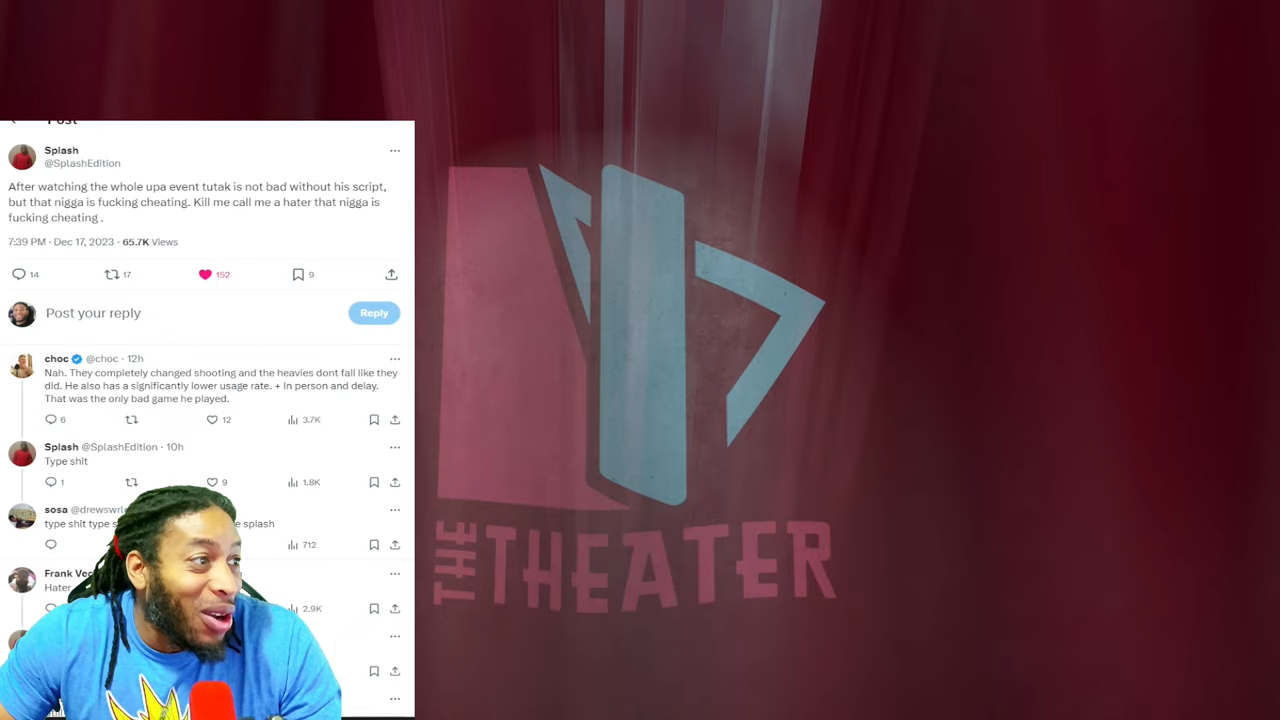 Splash
@SplashEdition
After watching the whole upa event tutak is not bad without his script,
but that nigga is fucking cheating. Kill me call me a hater that nigga is
fucking cheating .
7:39 PM · Dec 17, 2023 · 65.7K Views
14 17 152 9
Post your reply
Reply
choc @choc · 12h
Nah. They completely changed shooting and the heavies dont fall like they
did. He also has a significantly lower usage rate. + In person and delay.
That was the only bad game he played.
6 12 3.7K
Splash @SplashEdition · 10h
Type shit
1 9 1.8K
sosa
type shit type splash
712
Frank
Hater
2.9K
THE THEATER